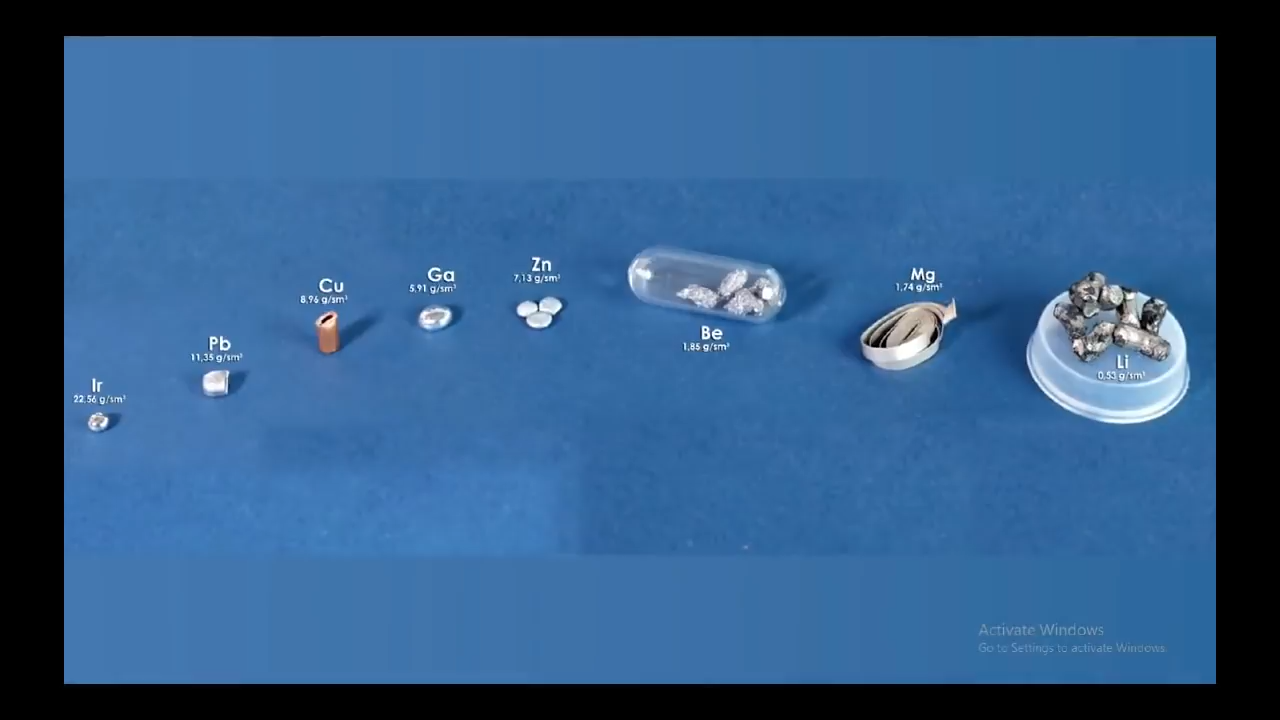 Ir
22,56 g/sm³
Pb
11,35 g/sm³
Cu
8,96 g/sm³
Ga
5,91 g/sm³
Zn
7,13 g/sm³
Be
1,85 g/sm³
Mg
1,74 g/sm³
Li
0,53 g/sm³
Activate Windows
Go to Settings to activate Windows.